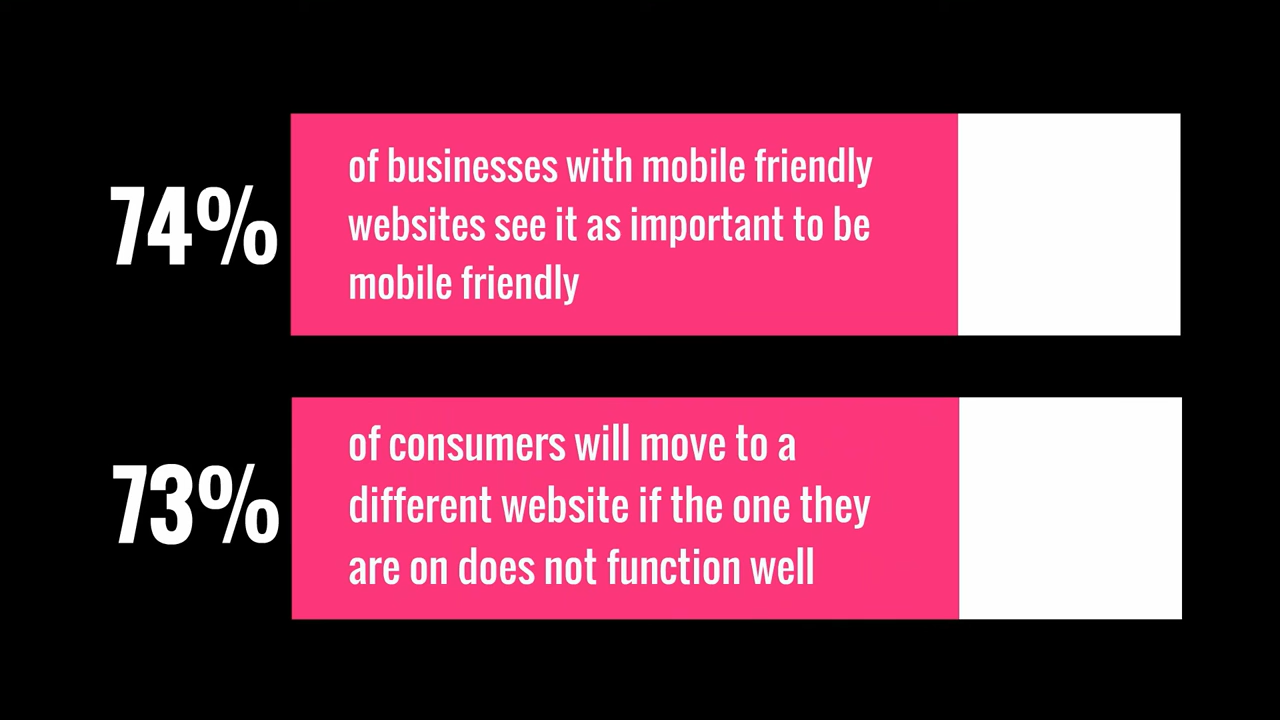 74%
of businesses with mobile friendly
websites see it as important to be
mobile friendly
73%
of consumers will move to a
different website if the one they
are on does not function well